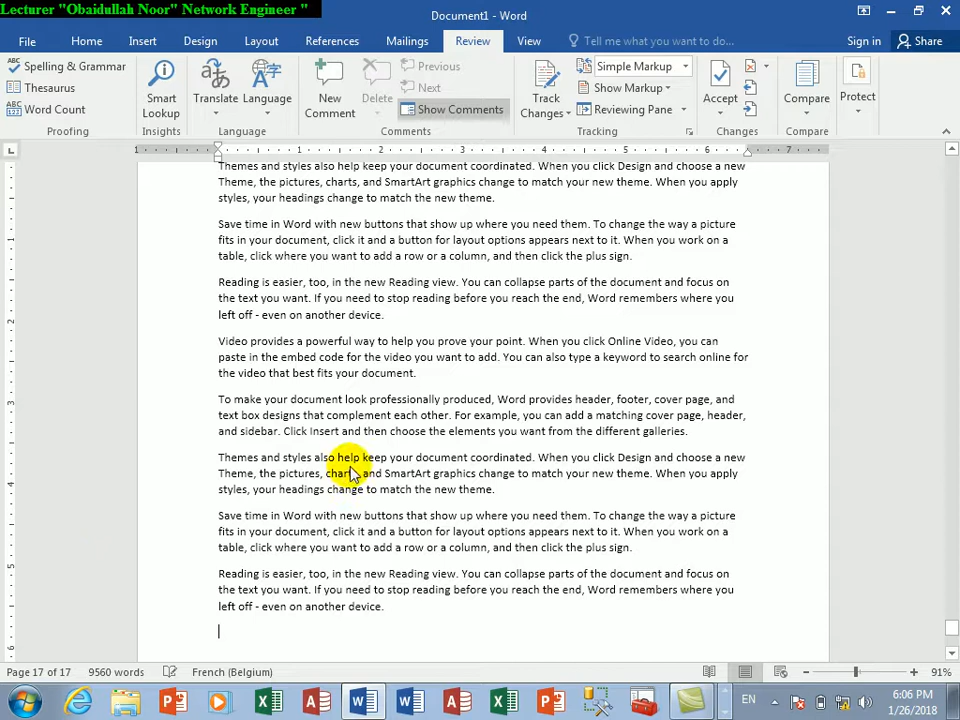 Lecturer "Obaidullah Noor" Network Engineer "
Document1 - Word
File Home Insert Design Layout References Mailings Review View Tell me what you want to do... Sign in Share
ABC Spelling & Grammar
Thesaurus
ABC 123 Word Count
Proofing
Smart Lookup
Insights
Translate
Language
Language
New Comment
Delete
Previous
Next
Show Comments
Comments
Track Changes
Simple Markup
Show Markup
Reviewing Pane
Tracking
Accept
Changes
Compare
Compare
Protect
1 1 2 3 4 5 6 7
Themes and styles also help keep your document coordinated. When you click Design and choose a new
Theme, the pictures, charts, and SmartArt graphics change to match your new theme. When you apply
styles, your headings change to match the new theme.
Save time in Word with new buttons that show up where you need them. To change the way a picture
fits in your document, click it and a button for layout options appears next to it. When you work on a
table, click where you want to add a row or a column, and then click the plus sign.
Reading is easier, too, in the new Reading view. You can collapse parts of the document and focus on
the text you want. If you need to stop reading before you reach the end, Word remembers where you
left off - even on another device.
Video provides a powerful way to help you prove your point. When you click Online Video, you can
paste in the embed code for the video you want to add. You can also type a keyword to search online for
the video that best fits your document.
To make your document look professionally produced, Word provides header, footer, cover page, and
text box designs that complement each other. For example, you can add a matching cover page, header,
and sidebar. Click Insert and then choose the elements you want from the different galleries.
Themes and styles also help keep your document coordinated. When you click Design and choose a new
Theme, the pictures, charts, and SmartArt graphics change to match your new theme. When you apply
styles, your headings change to match the new theme.
Save time in Word with new buttons that show up where you need them. To change the way a picture
fits in your document, click it and a button for layout options appears next to it. When you work on a
table, click where you want to add a row or a column, and then click the plus sign.
Reading is easier, too, in the new Reading view. You can collapse parts of the document and focus on
the text you want. If you need to stop reading before you reach the end, Word remembers where you
left off - even on another device.
Page 17 of 17 9560 words French (Belgium) 91%
EN 6:06 PM
1/26/2018